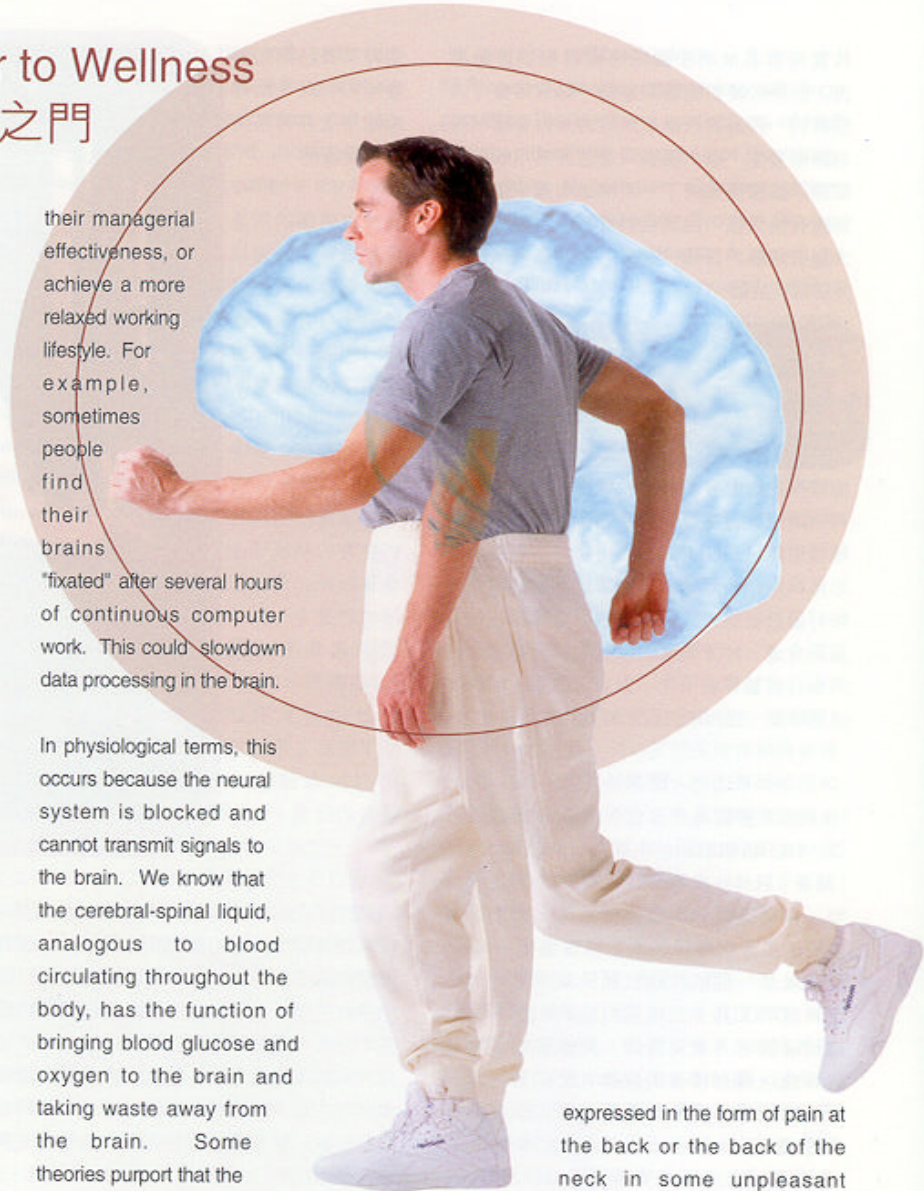 r to Wellness
之門
their managerial
effectiveness, or
achieve a more
relaxed working
lifestyle. For
example,
sometimes
people
find
their
brains
"fixated" after several hours
of continuous computer
work. This could slowdown
data processing in the brain.
In physiological terms, this
occurs because the neural
system is blocked and
cannot transmit signals to
the brain. We know that
the cerebral-spinal liquid,
analogous to blood
circulating throughout the
body, has the function of
bringing blood glucose and
oxygen to the brain and
taking waste away from
the brain. Some
theories purport that the
expressed in the form of pain at
the back or the back of the
neck in some unpleasant